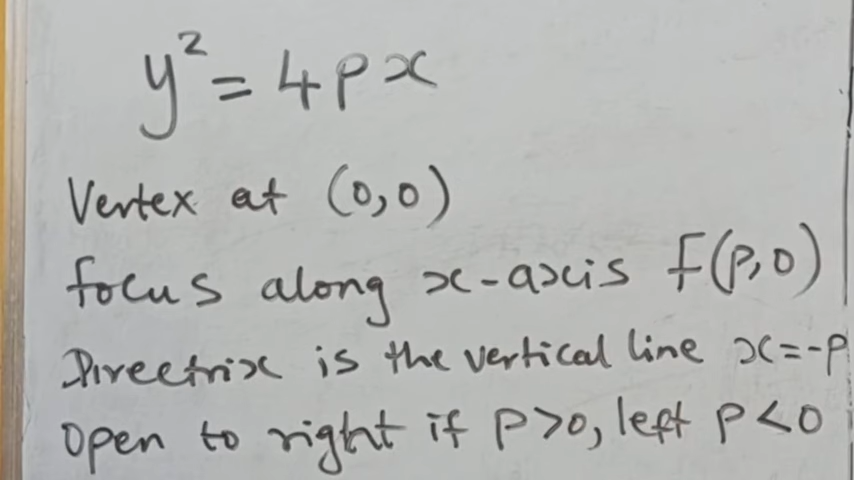 y² = 4px
Vertex at (0,0)
focus along x-axis f(p,0)
Directrix is the vertical line x=-p
open to right if p>0, left p<0